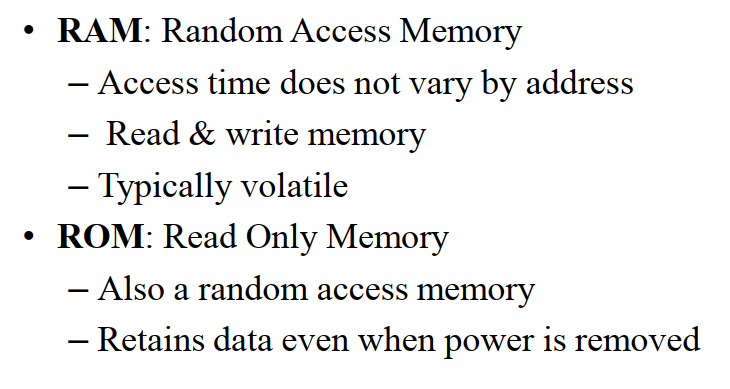 • RAM: Random Access Memory
– Access time does not vary by address
– Read & write memory
– Typically volatile
• ROM: Read Only Memory
– Also a random access memory
– Retains data even when power is removed